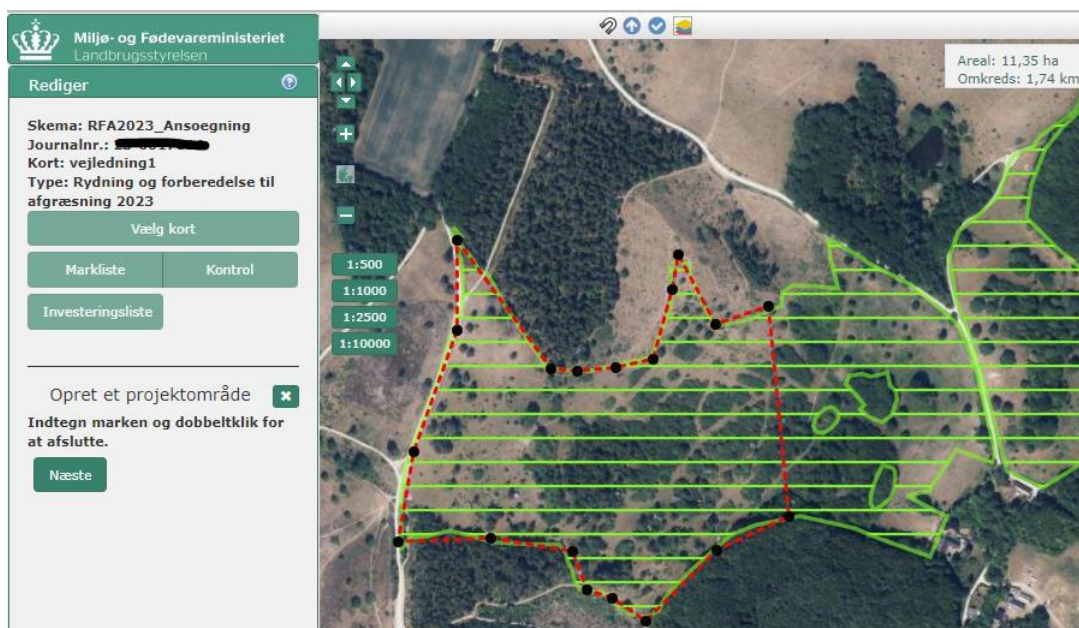 Miljø- og Fødevareministeriet
Landbrugsstyrelsen
Rediger
Skema: RFA2023_Ansoegning
Journalnr.:
Kort: vejledning1
Type: Rydning og forberedelse til
afgræsning 2023
Vælg kort
Markliste Kontrol
Investeringsliste
Opret et projektområde
Indtegn marken og dobbeltklik for
at afslutte.
Næste
1:500
1:1000
1:2500
1:10000
Areal: 11,35 ha
Omkreds: 1,74 km